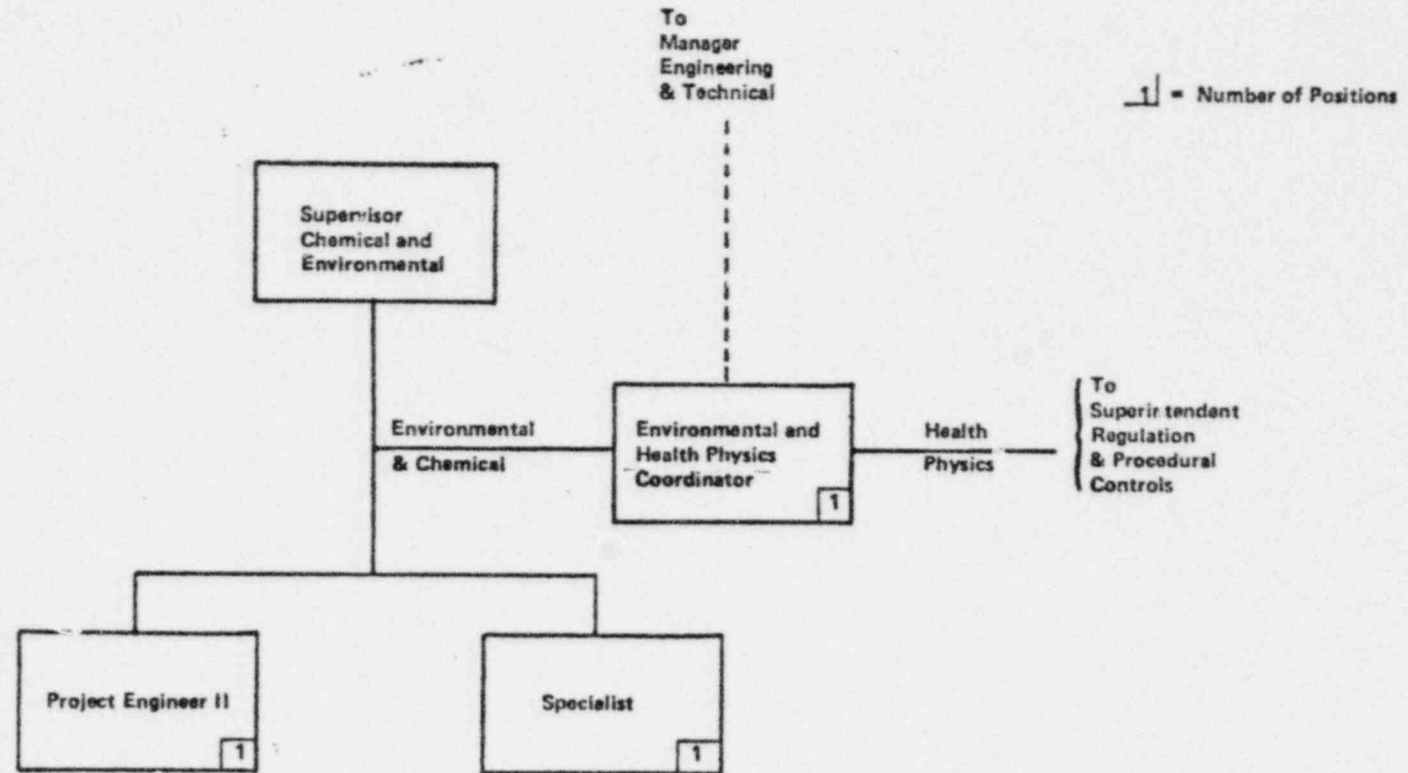 To
Manager
Engineering
& Technical
1 = Number of Positions
Supervisor
Chemical and
Environmental
Environmental
& Chemical
Environmental and
Health Physics
Coordinator
1
Health
Physics
To
Superintendent
Regulation
& Procedural
Controls
Project Engineer II
1
Specialist
1